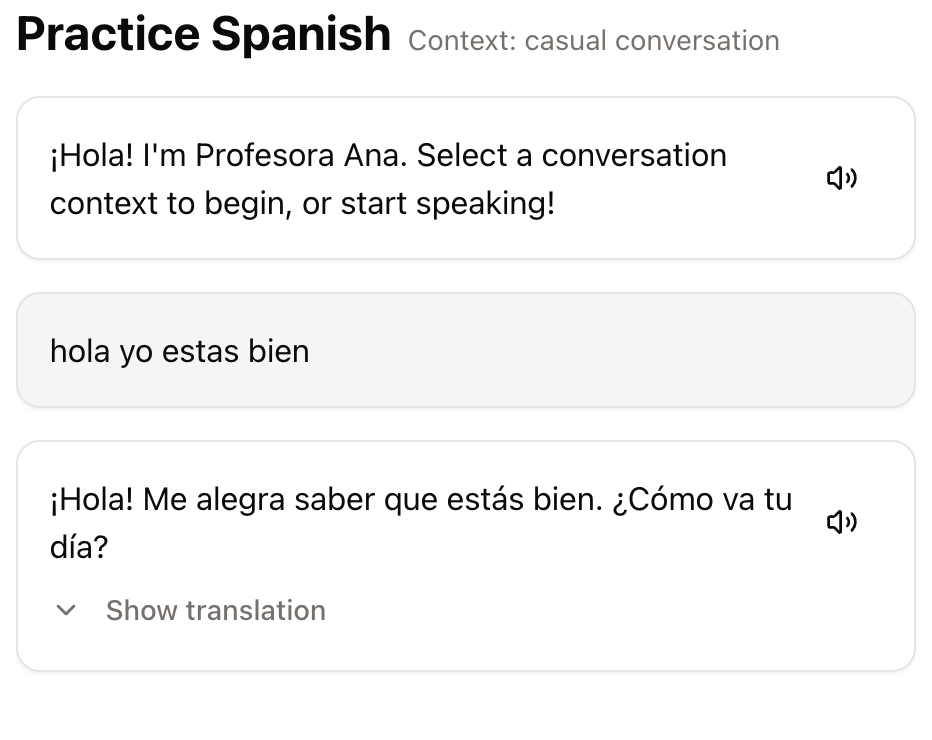 Practice Spanish Context: casual conversation
¡Hola! I'm Profesora Ana. Select a conversation
context to begin, or start speaking!
hola yo estas bien
¡Hola! Me alegra saber que estás bien. ¿Cómo va tu
día?
Show translation